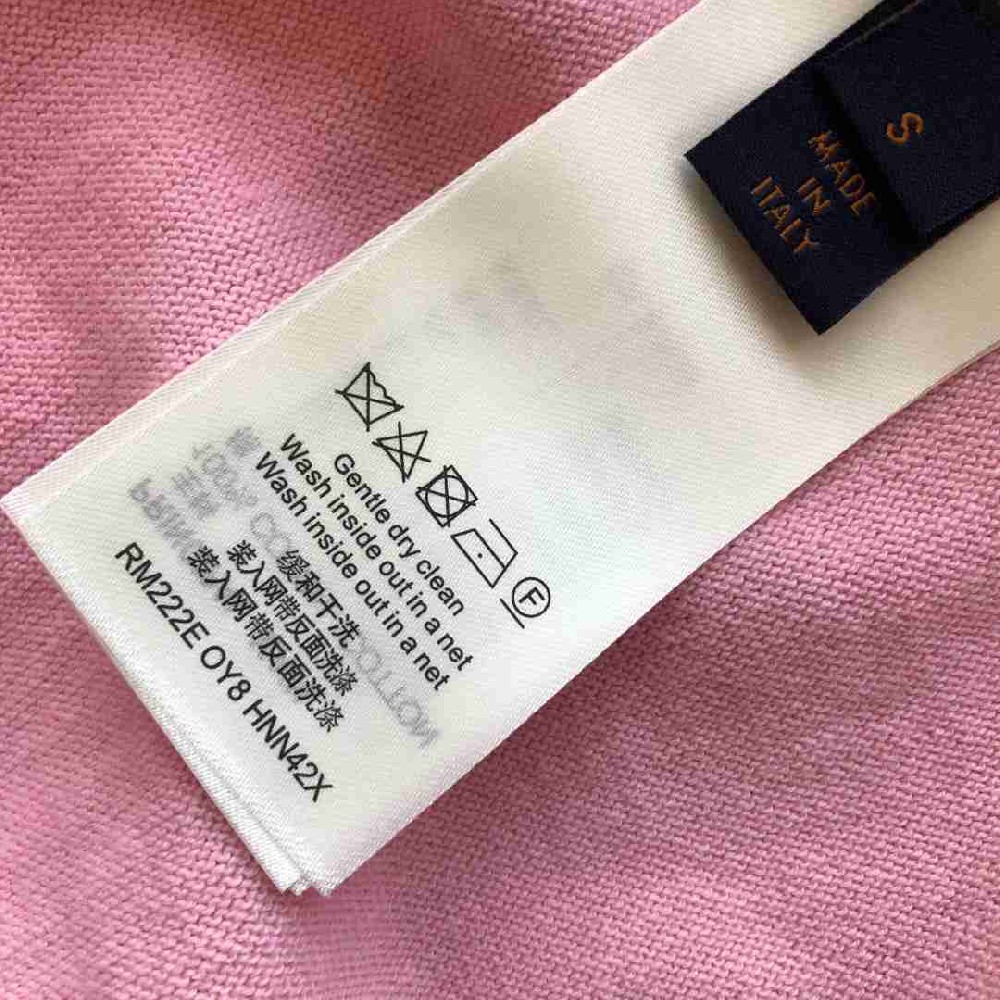 S
MADE
IN
ITALY
F
Gentle dry clean
Wash inside out in a net
Wash inside out in a net
缓和干洗
装入网带反面洗涤
装入网带反面洗涤
RM222E OY8 HNN42X